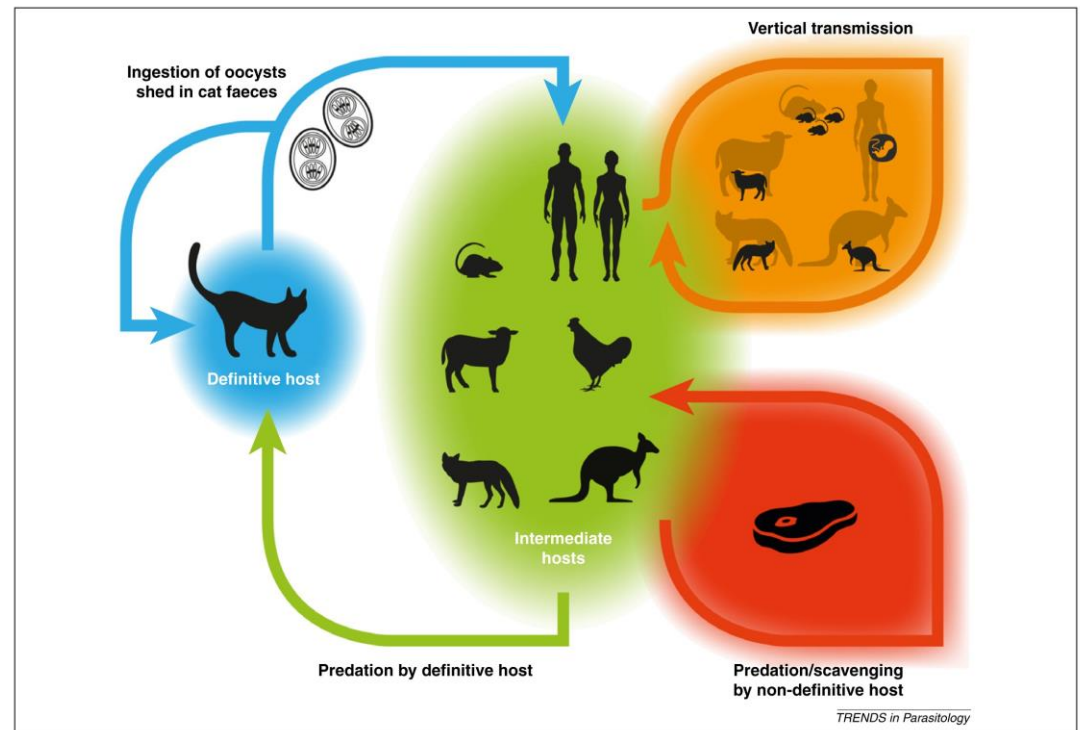 Vertical transmission
Ingestion of oocysts
shed in cat faeces
Definitive host
Intermediate
hosts
Predation by definitive host
Predation/scavenging
by non-definitive host
TRENDS in Parasitology